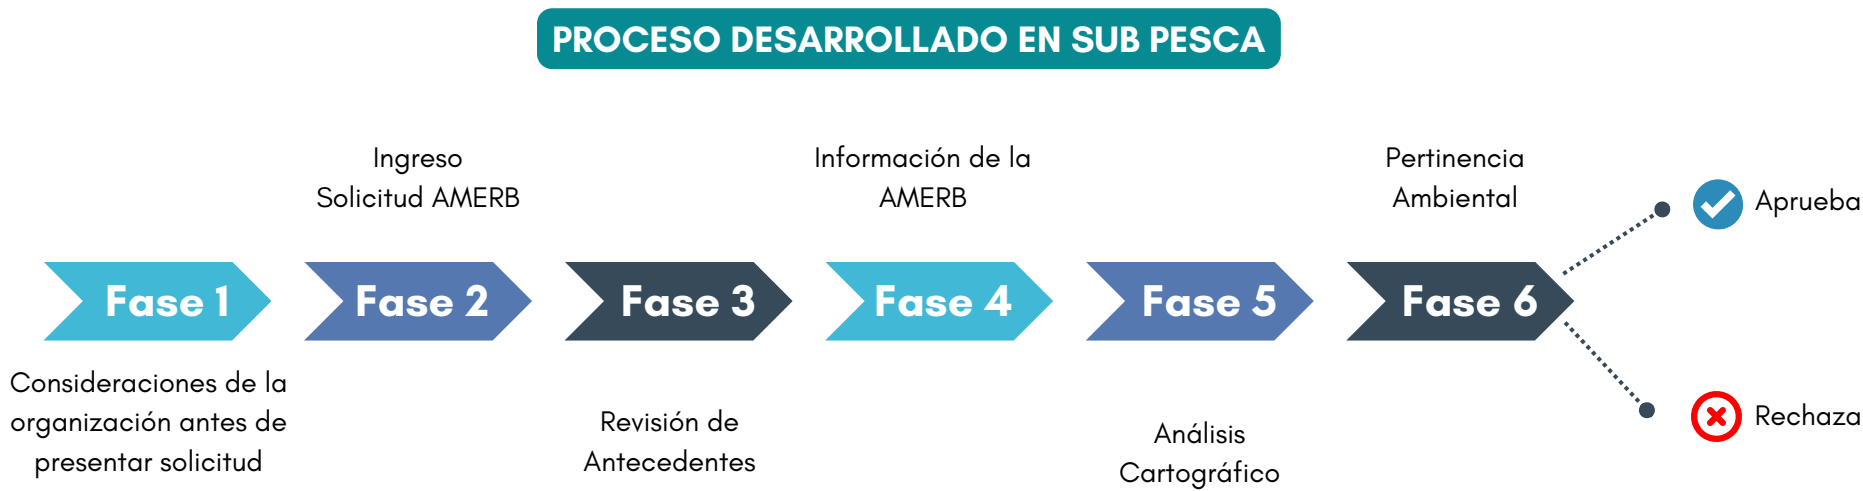 PROCESO DESARROLLADO EN SUB PESCA
Ingreso
Solicitud AMERB
Información de la
AMERB
Pertinencia
Ambiental
Aprueba
Fase 1
Fase 2
Fase 3
Fase 4
Fase 5
Fase 6
Consideraciones de la
organización antes de
presentar solicitud
Revisión de
Antecedentes
Análisis
Cartográfico
Rechaza